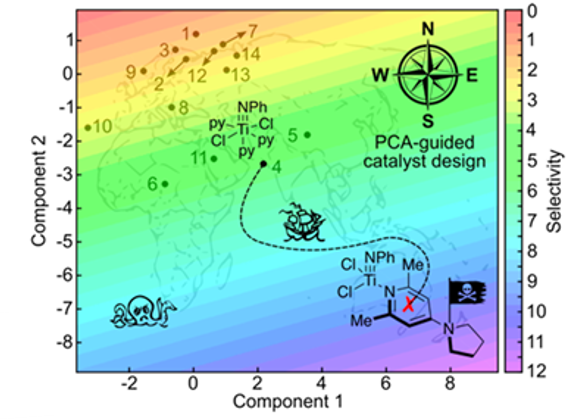 1
0
-1
-2
-3
-4
-5
-6
-7
-8
Component 2
-2
0
2
4
6
8
Component 1
0
1
2
3
4
5
6
7
8
9
10
11
12
Selectivity
1
7
3
14
9
2
12
13
8
10
5
11
4
6
N
W E
S
PCA-guided
catalyst design
NPh
py Cl
Ti
Cl py
py
NPh
Cl
Ti
Cl
Me
N
X
Me
N